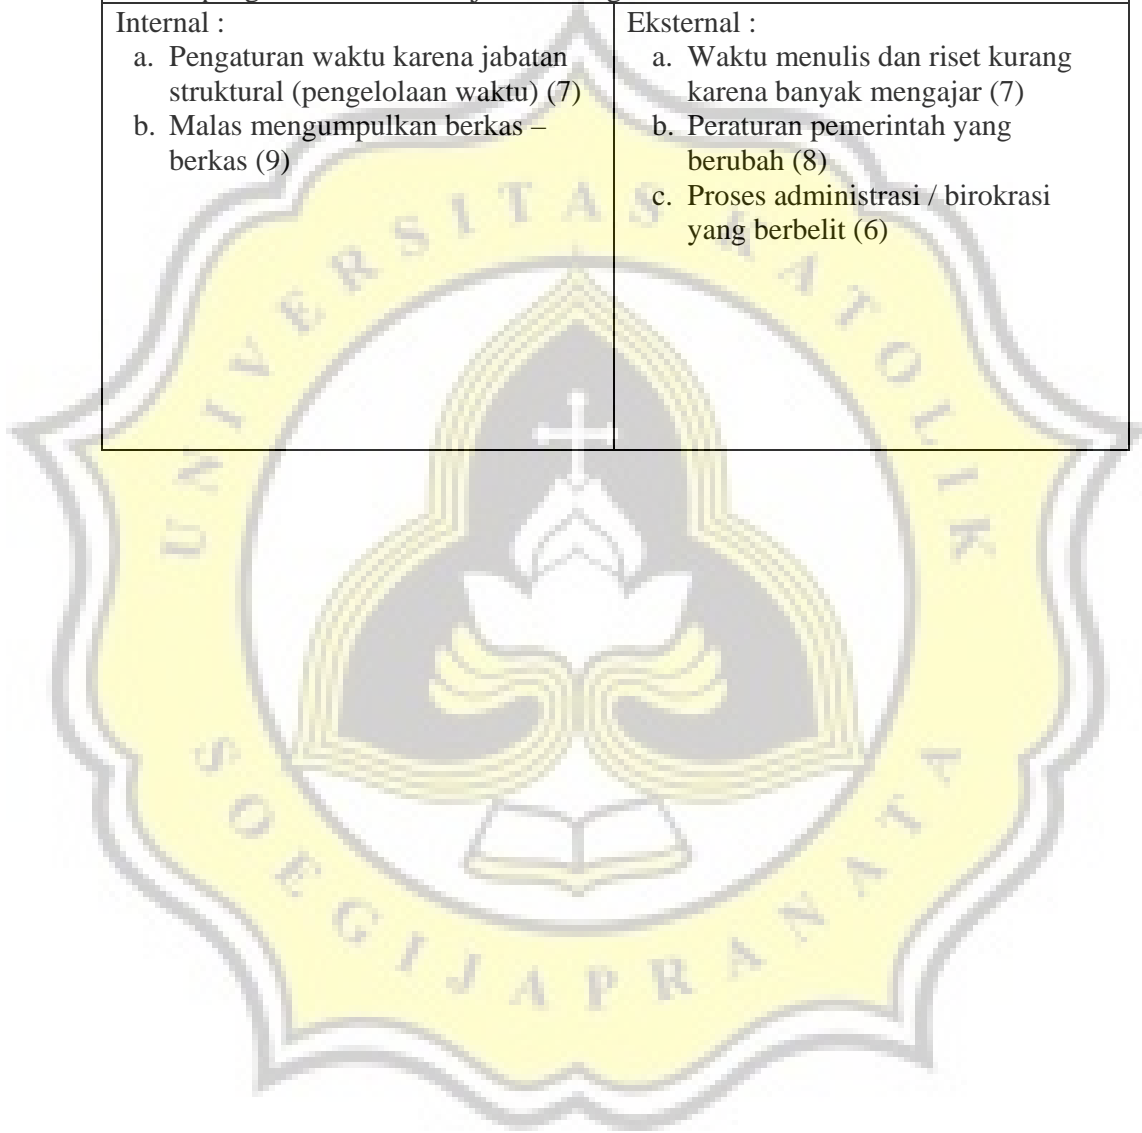 Internal :
a. Pengaturan waktu karena jabatan
struktural (pengelolaan waktu) (7)
b. Malas mengumpulkan berkas –
berkas (9)
Eksternal :
a. Waktu menulis dan riset kurang
karena banyak mengajar (7)
b. Peraturan pemerintah yang
berubah (8)
c. Proses administrasi / birokrasi
yang berbelit (6)
UNIVERSITAS KATOLIK
SOEGIJAPRANATA